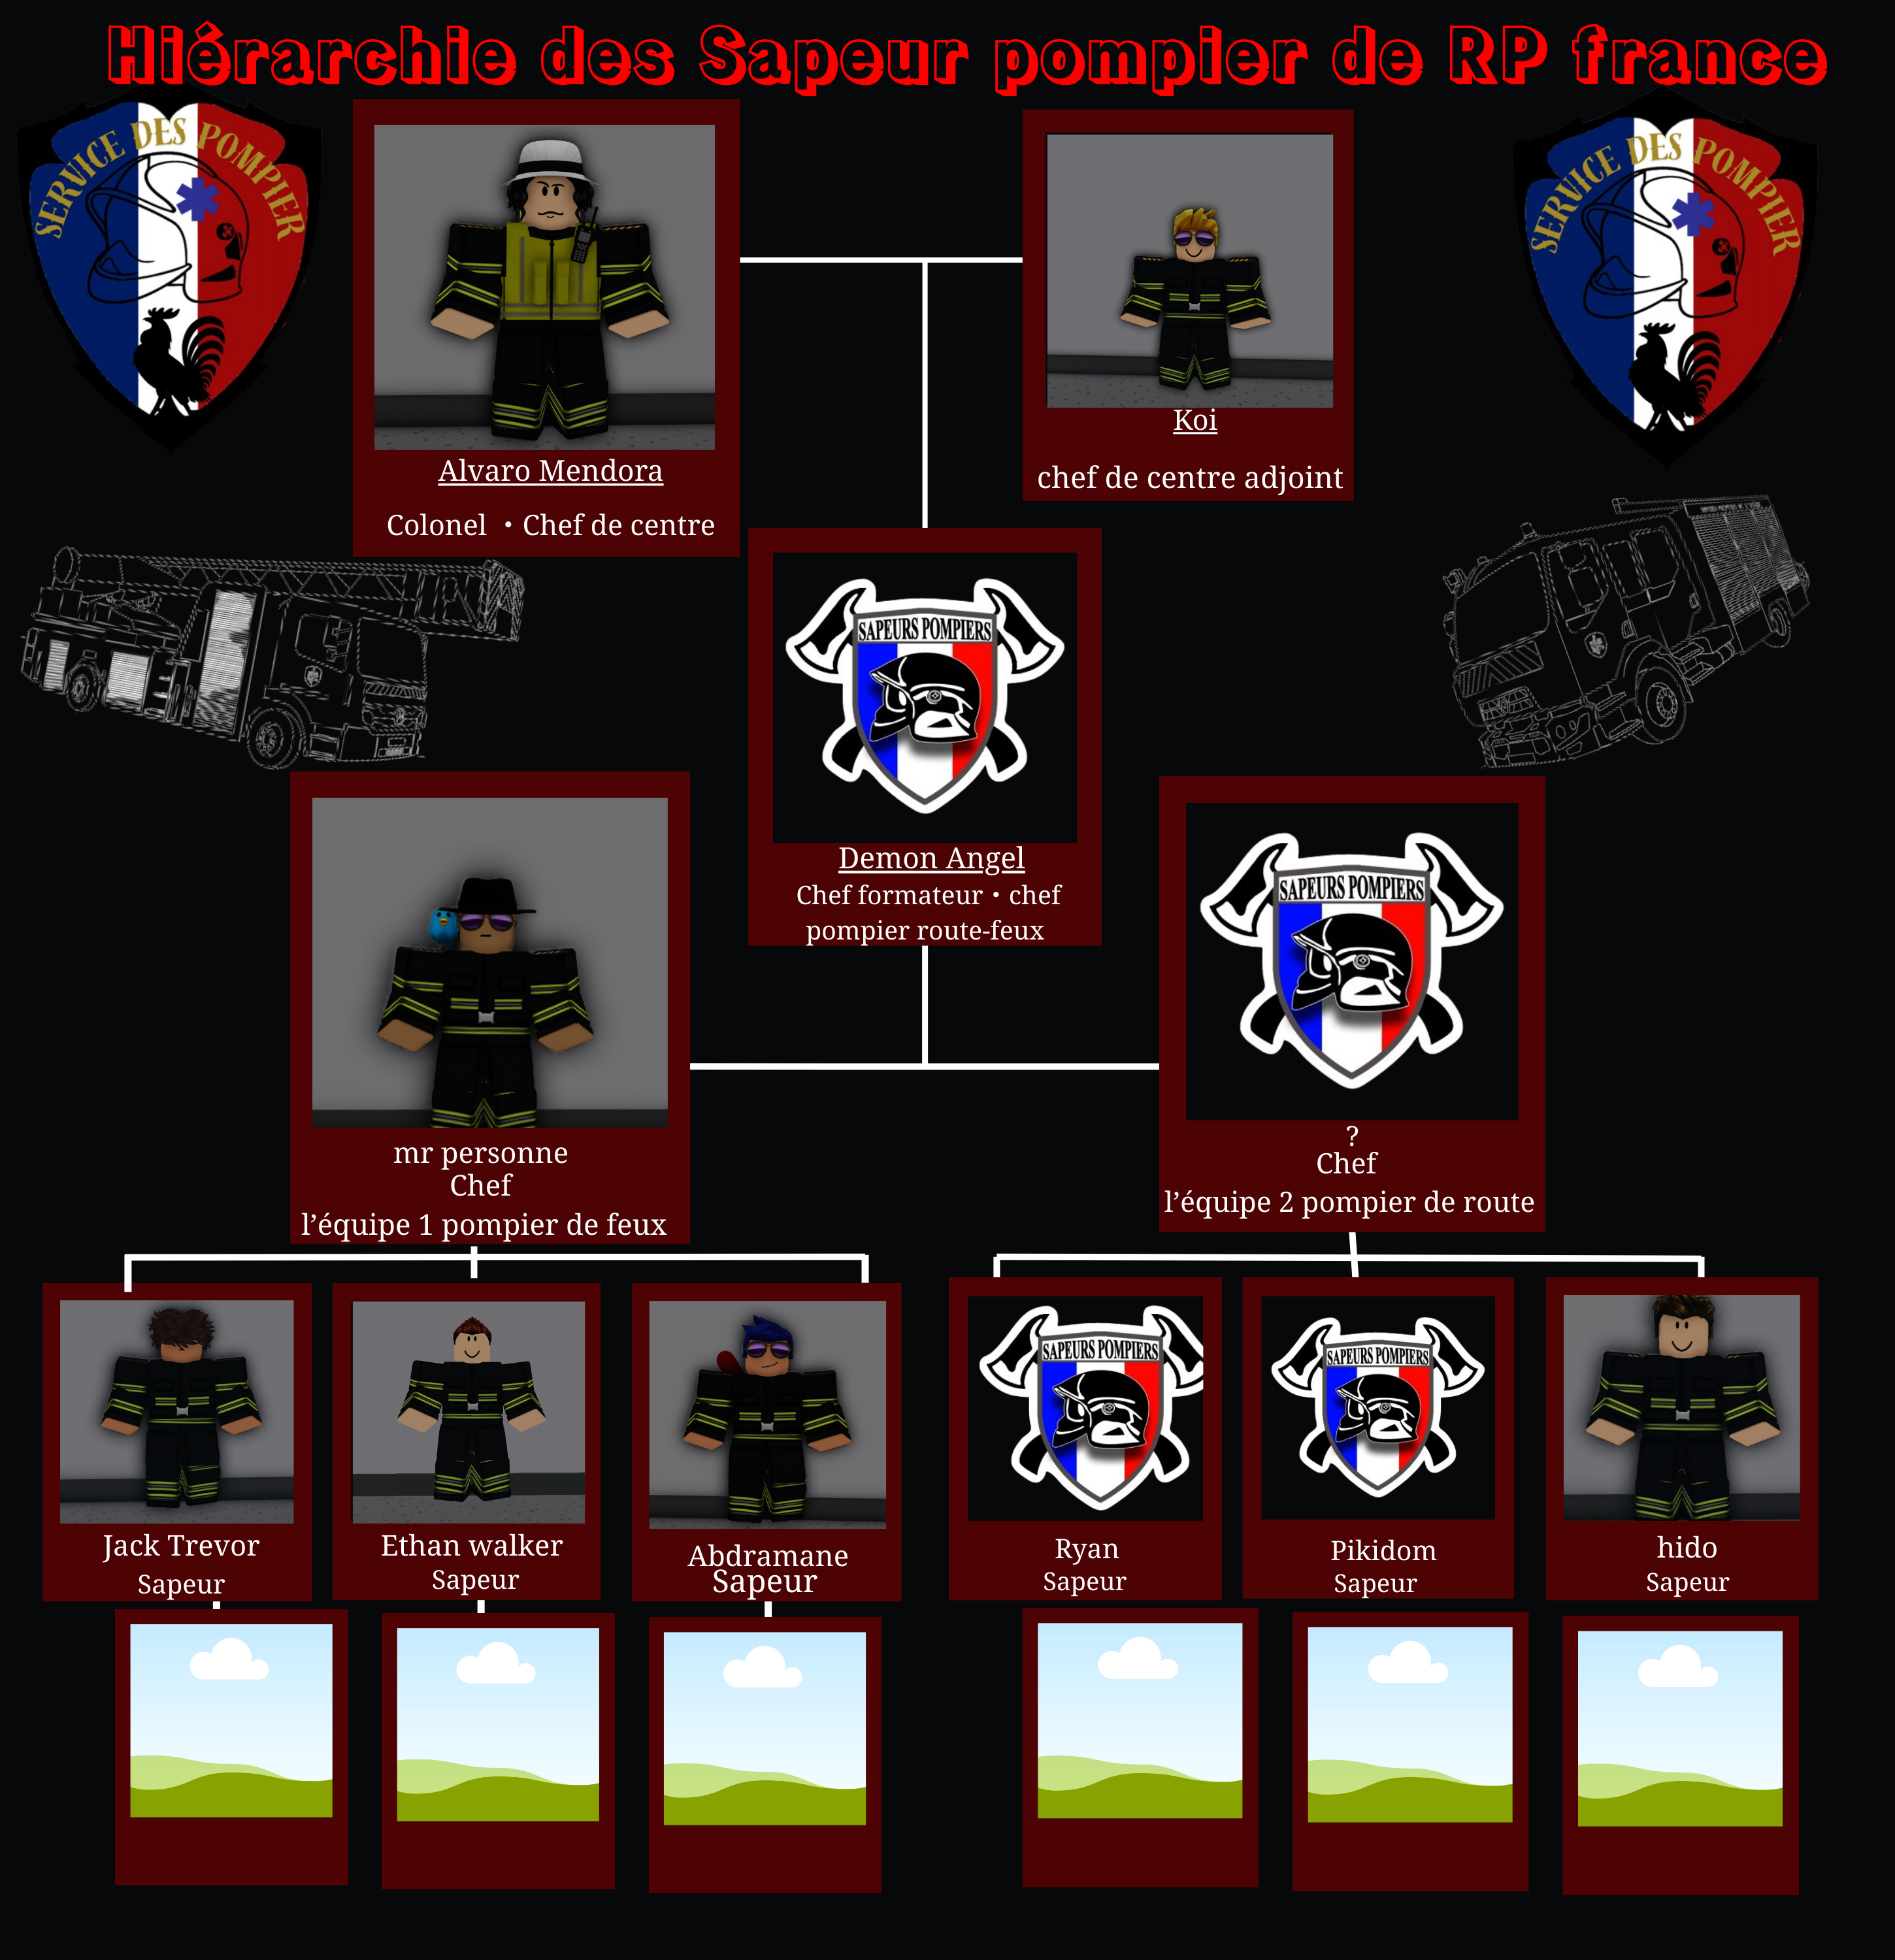 Hiérarchie des Sapeur pompier de RP france
SERVICE DES POMPIER
SERVICE DES POMPIER
Alvaro Mendora
Colonel ・Chef de centre
Koi
chef de centre adjoint
SAPEURS POMPIERS
Demon Angel
Chef formateur・chef
pompier route-feux
mr personne
Chef
l’équipe 1 pompier de feux
SAPEURS POMPIERS
?
Chef
l’équipe 2 pompier de route
Jack Trevor
Sapeur
Ethan walker
Sapeur
Abdramane
Sapeur
SAPEURS POMPIERS
Ryan
Sapeur
SAPEURS POMPIERS
Pikidom
Sapeur
hido
Sapeur